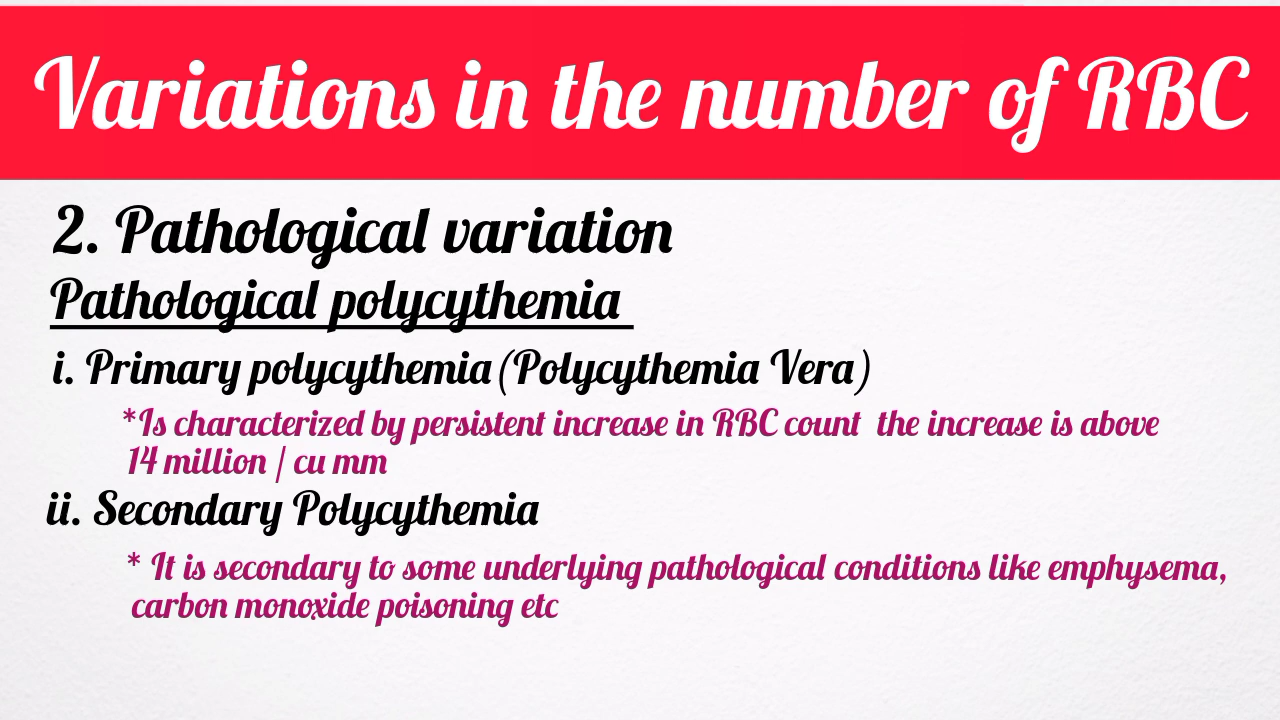 Variations in the number of RBC
2. Pathological variation
Pathological polycythemia
i. Primary polycythemia (Polycythemia Vera)
*Is characterized by persistent increase in RBC count the increase is above
14 million / cu mm
ii. Secondary Polycythemia
* It is secondary to some underlying pathological conditions like emphysema,
carbon monoxide poisoning etc